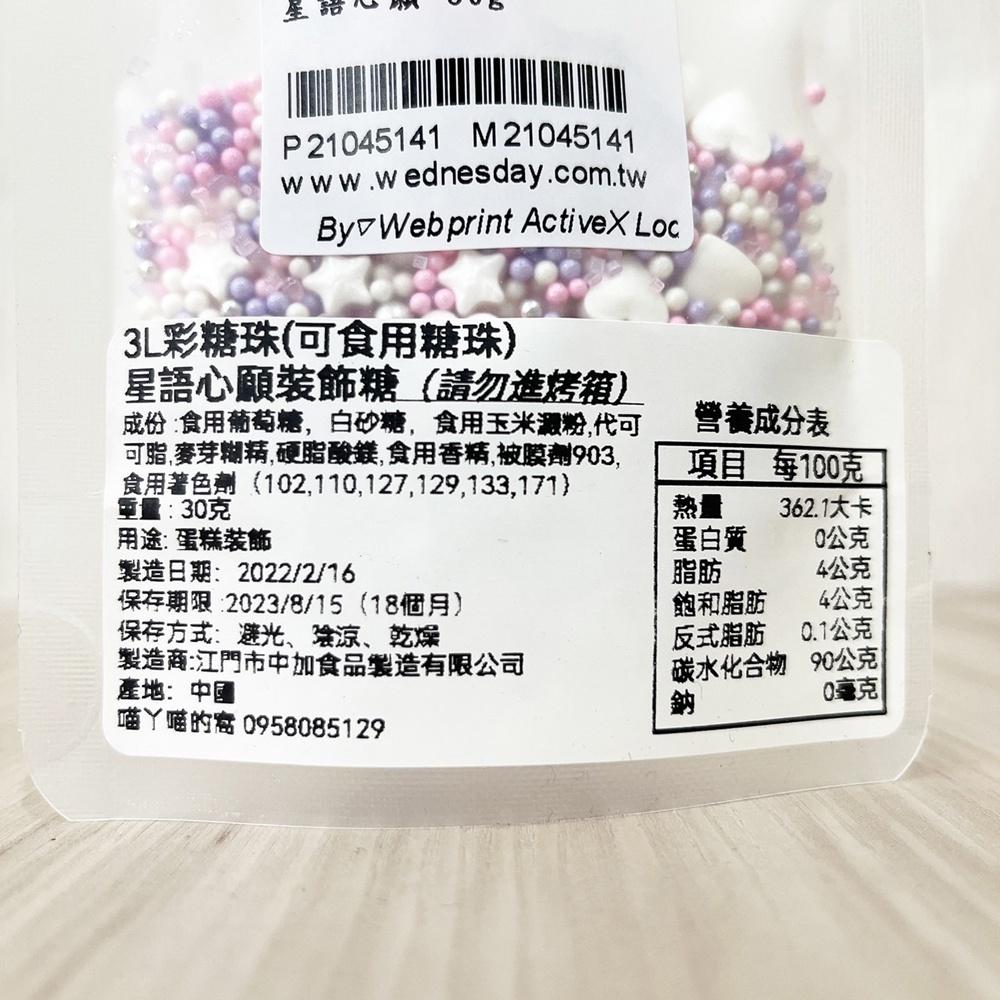 星語心願
P21045141 M21045141
www.wednesday.com.tw
By▽Webprint ActiveX Loc
3L彩糖珠(可食用糖珠)
星語心願裝飾糖（請勿進烤箱）
成份:食用葡萄糖，白砂糖，食用玉米澱粉,代可
可脂,麥芽糊精,硬脂酸鎂,食用香精,被膜劑903,
食用著色劑（102,110,127,129,133,171）
重量:30克
用途:蛋糕裝飾
製造日期: 2022/2/16
保存期限:2023/8/15（18個月）
保存方式: 避光、陰涼、乾燥
製造商:江門市中加食品製造有限公司
產地: 中國
喵丫喵的窩 0958085129
營養成分表
項目 每100克
熱量 362.1大卡
蛋白質 0公克
脂肪 4公克
飽和脂肪 4公克
反式脂肪 0.1公克
碳水化合物 90公克
鈉 0毫克